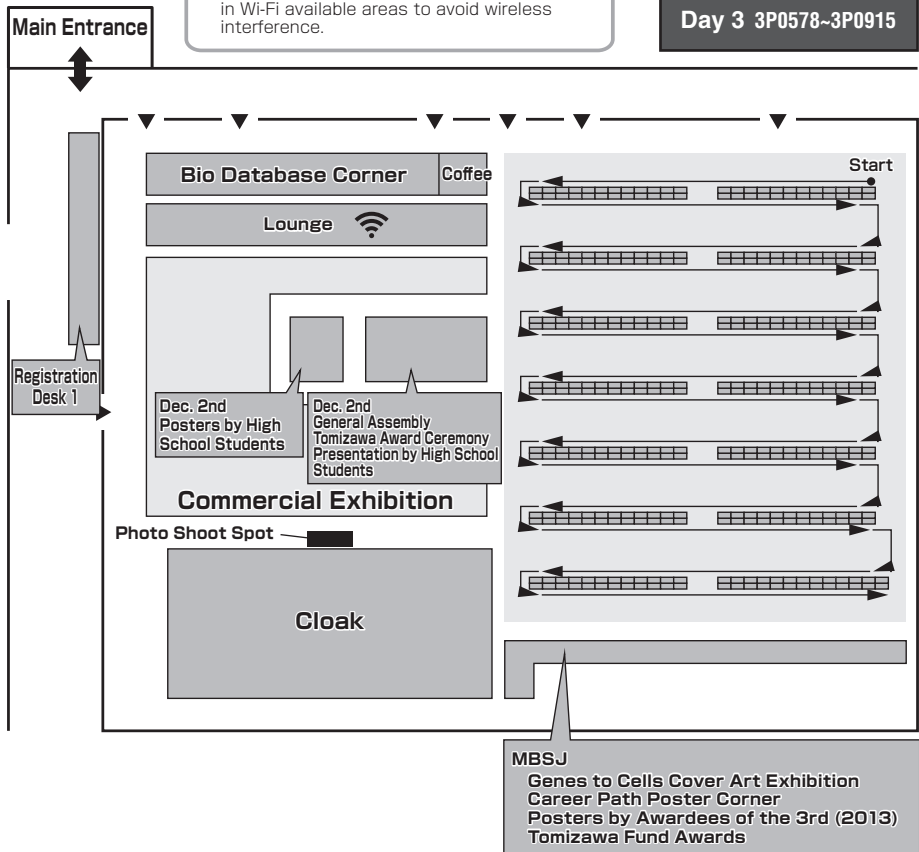 in Wi-Fi available areas to avoid wireless
interference.
Day 3 3P0578~3P0915
Main Entrance
Bio Database Corner
Coffee
Start
Lounge
Registration
Desk 1
Dec. 2nd
Posters by High
School Students
Dec. 2nd
General Assembly
Tomizawa Award Ceremony
Presentation by High School
Students
Commercial Exhibition
Photo Shoot Spot
Cloak
MBSJ
Genes to Cells Cover Art Exhibition
Career Path Poster Corner
Posters by Awardees of the 3rd (2013)
Tomizawa Fund Awards